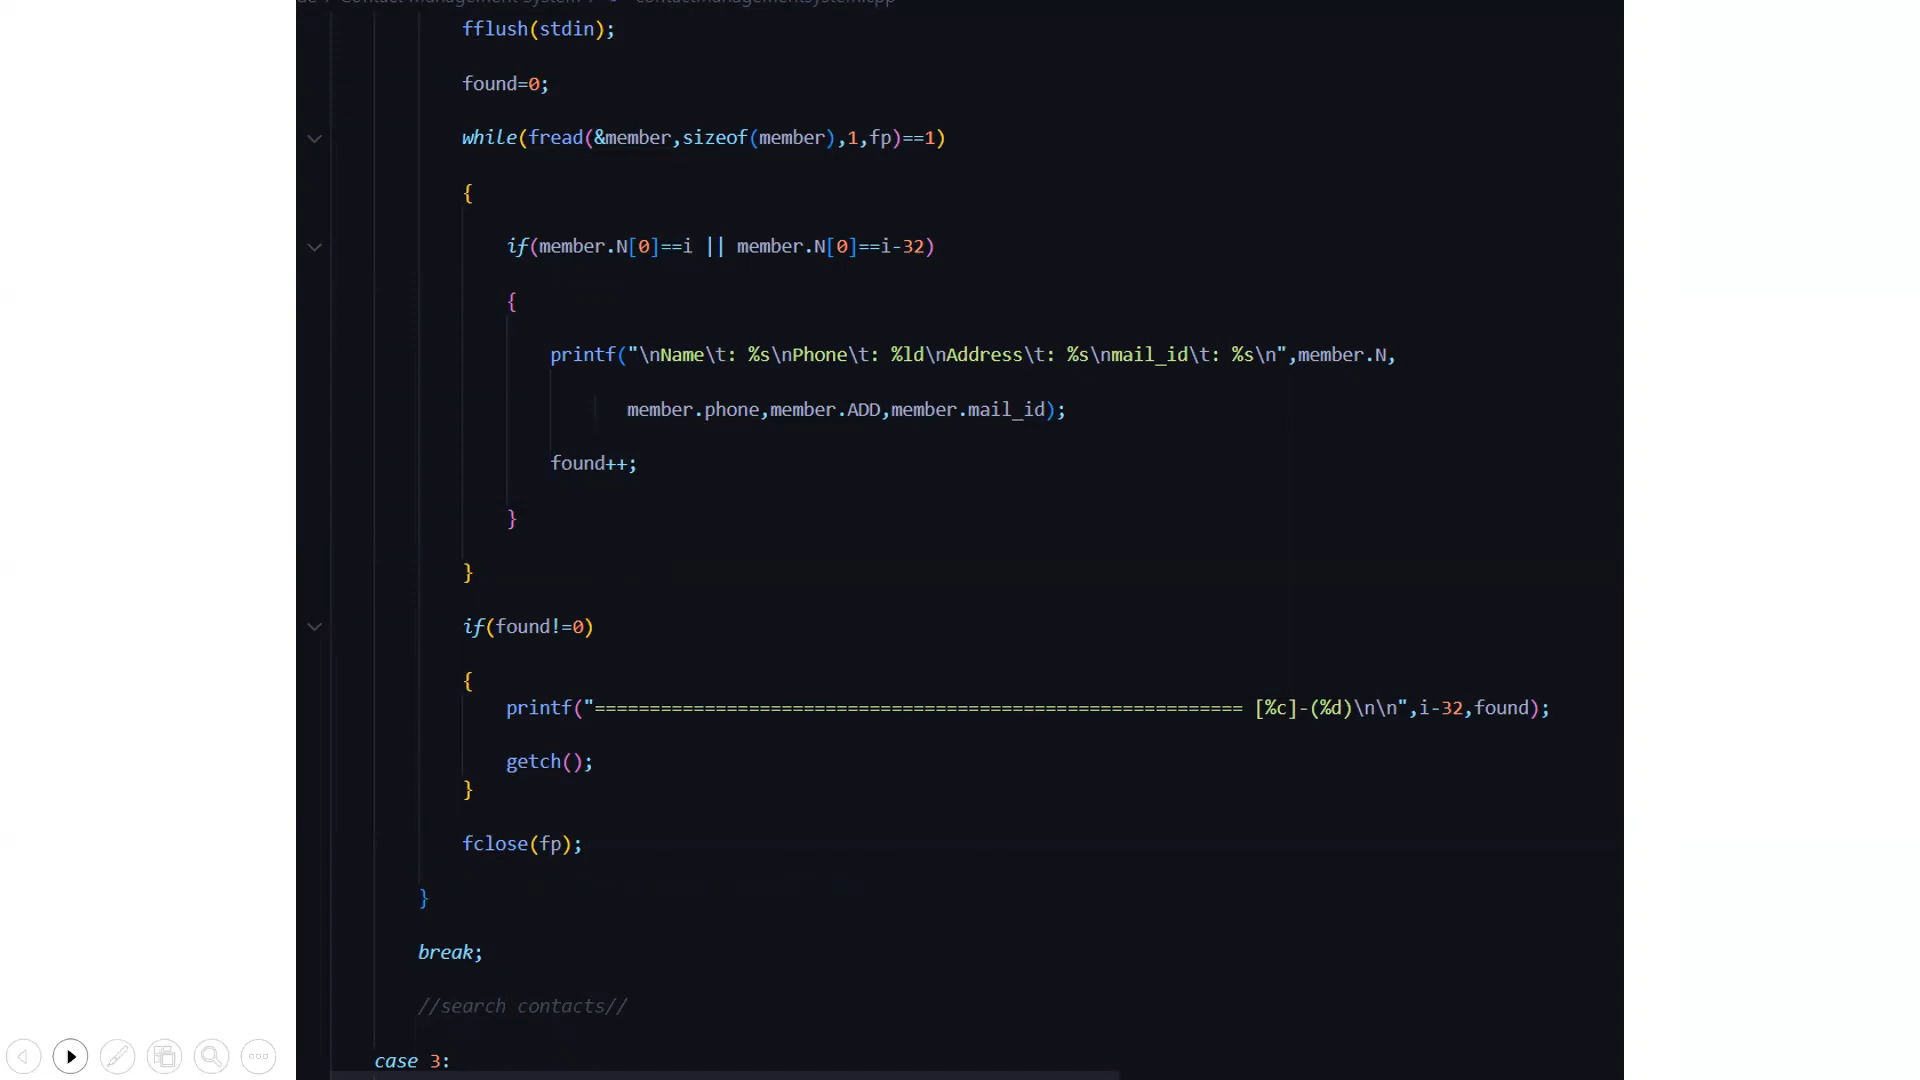 fflush(stdin);
found=0;
while(fread(&member,sizeof(member),1,fp)==1)
{
if(member.N[0]==i || member.N[0]==i-32)
{
printf("\nName\t: %s\nPhone\t: %ld\nAddress\t: %s\nmail_id\t: %s\n",member.N,
member.phone,member.ADD,member.mail_id);
found++;
}
}
if(found!=0)
{
printf("=========================================================== [%c]-(%d)\n\n",i-32,found);
getch();
}
fclose(fp);
}
break;
//search contacts//
case 3: